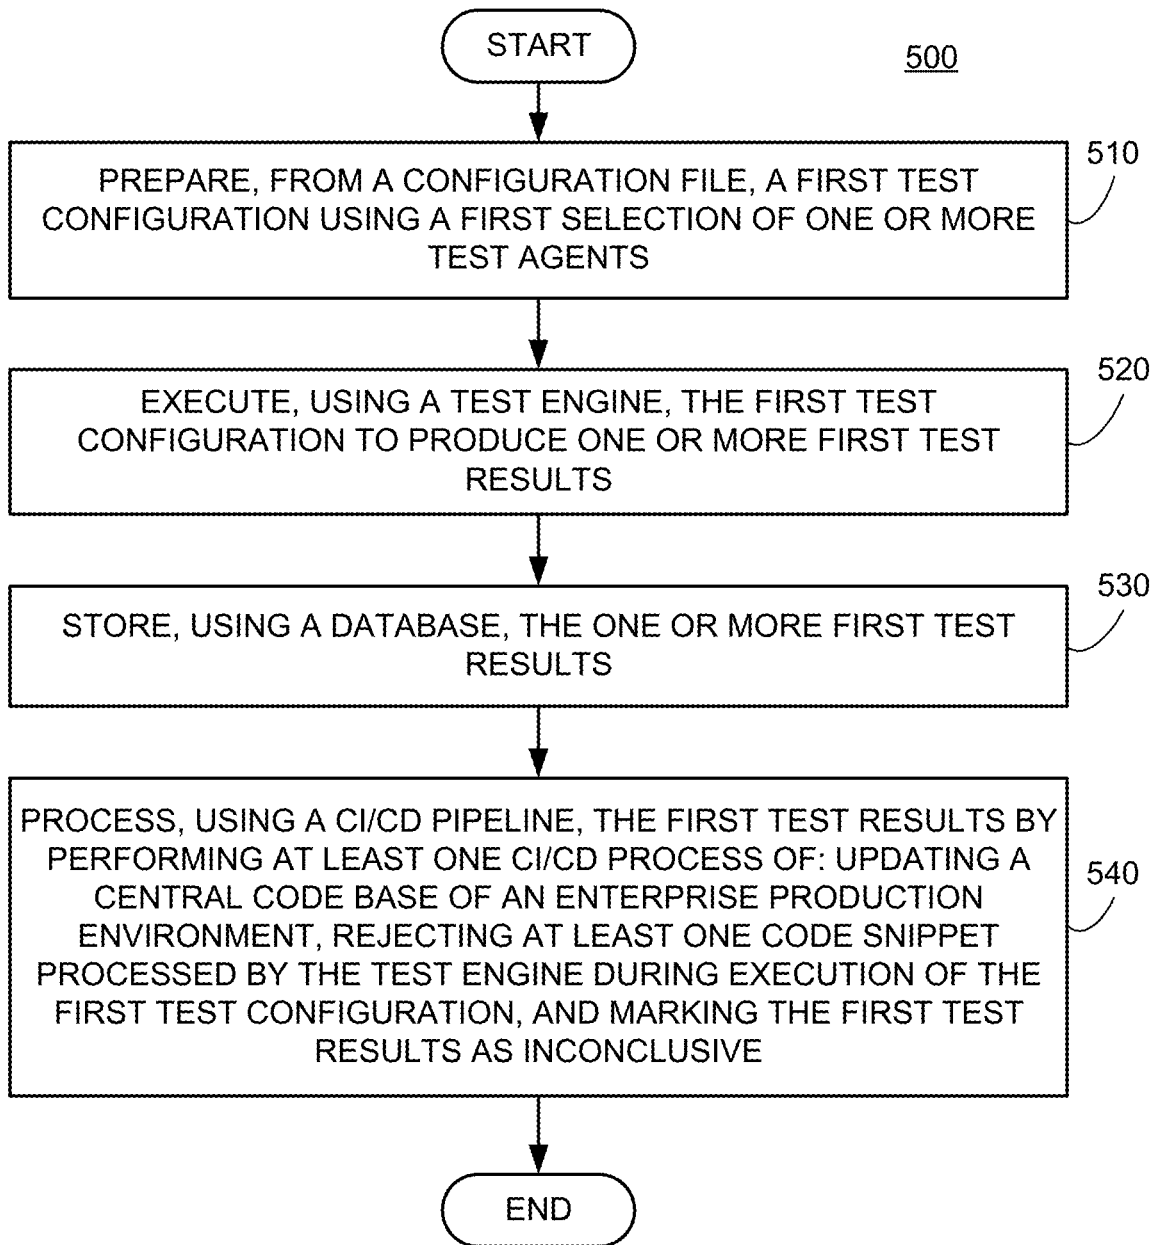 START
500
PREPARE, FROM A CONFIGURATION FILE, A FIRST TEST
CONFIGURATION USING A FIRST SELECTION OF ONE OR MORE
TEST AGENTS
510
EXECUTE, USING A TEST ENGINE, THE FIRST TEST
CONFIGURATION TO PRODUCE ONE OR MORE FIRST TEST
RESULTS
520
STORE, USING A DATABASE, THE ONE OR MORE FIRST TEST
RESULTS
530
PROCESS, USING A CI/CD PIPELINE, THE FIRST TEST RESULTS BY
PERFORMING AT LEAST ONE CI/CD PROCESS OF: UPDATING A
CENTRAL CODE BASE OF AN ENTERPRISE PRODUCTION
ENVIRONMENT, REJECTING AT LEAST ONE CODE SNIPPET
PROCESSED BY THE TEST ENGINE DURING EXECUTION OF THE
FIRST TEST CONFIGURATION, AND MARKING THE FIRST TEST
RESULTS AS INCONCLUSIVE
540
END